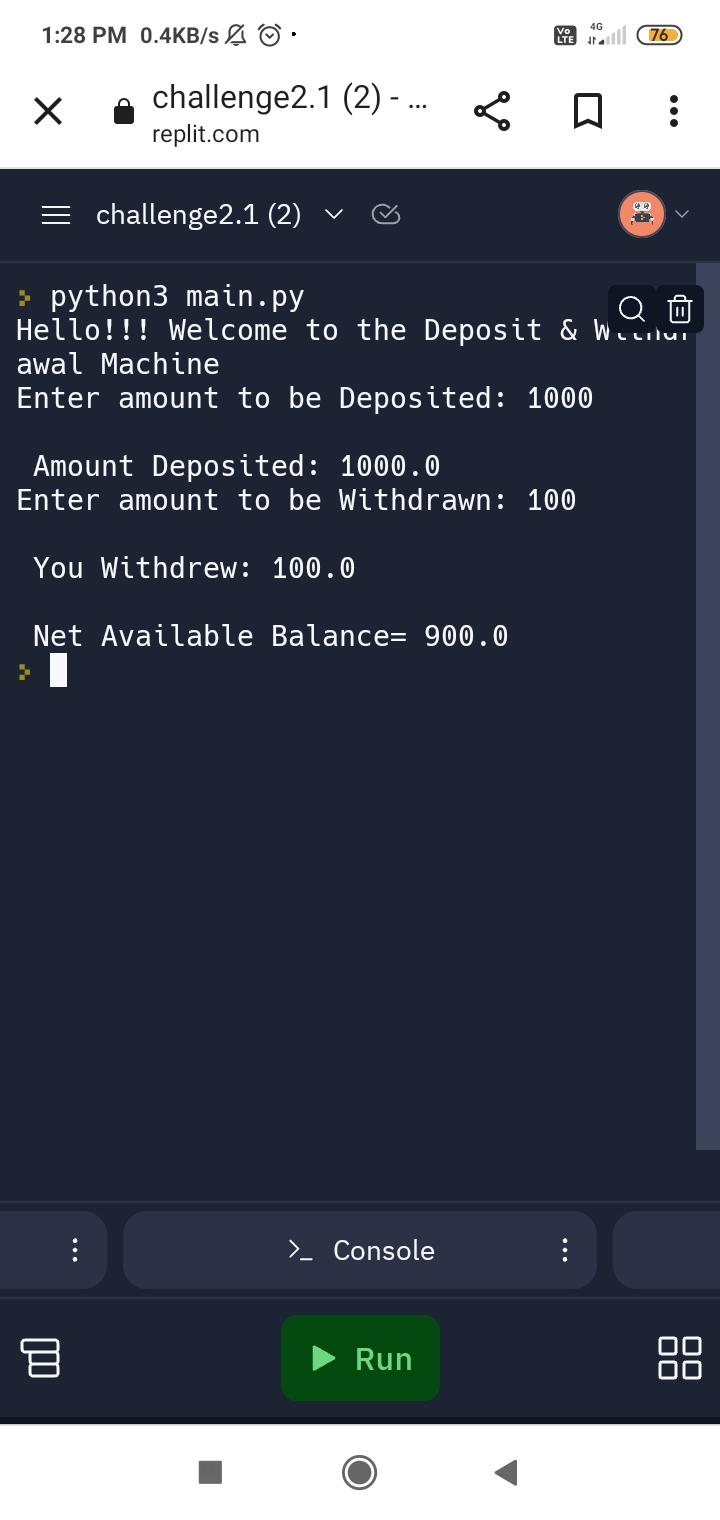 1:28 PM 0.4KB/s Vo LTE 4G 76
challenge2.1 (2) - ...
replit.com
challenge2.1 (2)
python3 main.py
Hello!!! Welcome to the Deposit & Withdr
awal Machine
Enter amount to be Deposited: 1000
Amount Deposited: 1000.0
Enter amount to be Withdrawn: 100
You Withdrew: 100.0
Net Available Balance= 900.0
Console
Run